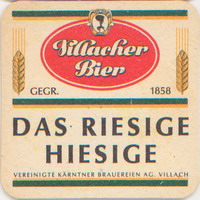 Villacher
Bier
GEGR. 1858
DAS RIESIGE
HIESIGE
VEREINIGTE KÄRNTNER BRAUEREIEN AG. VILLACH